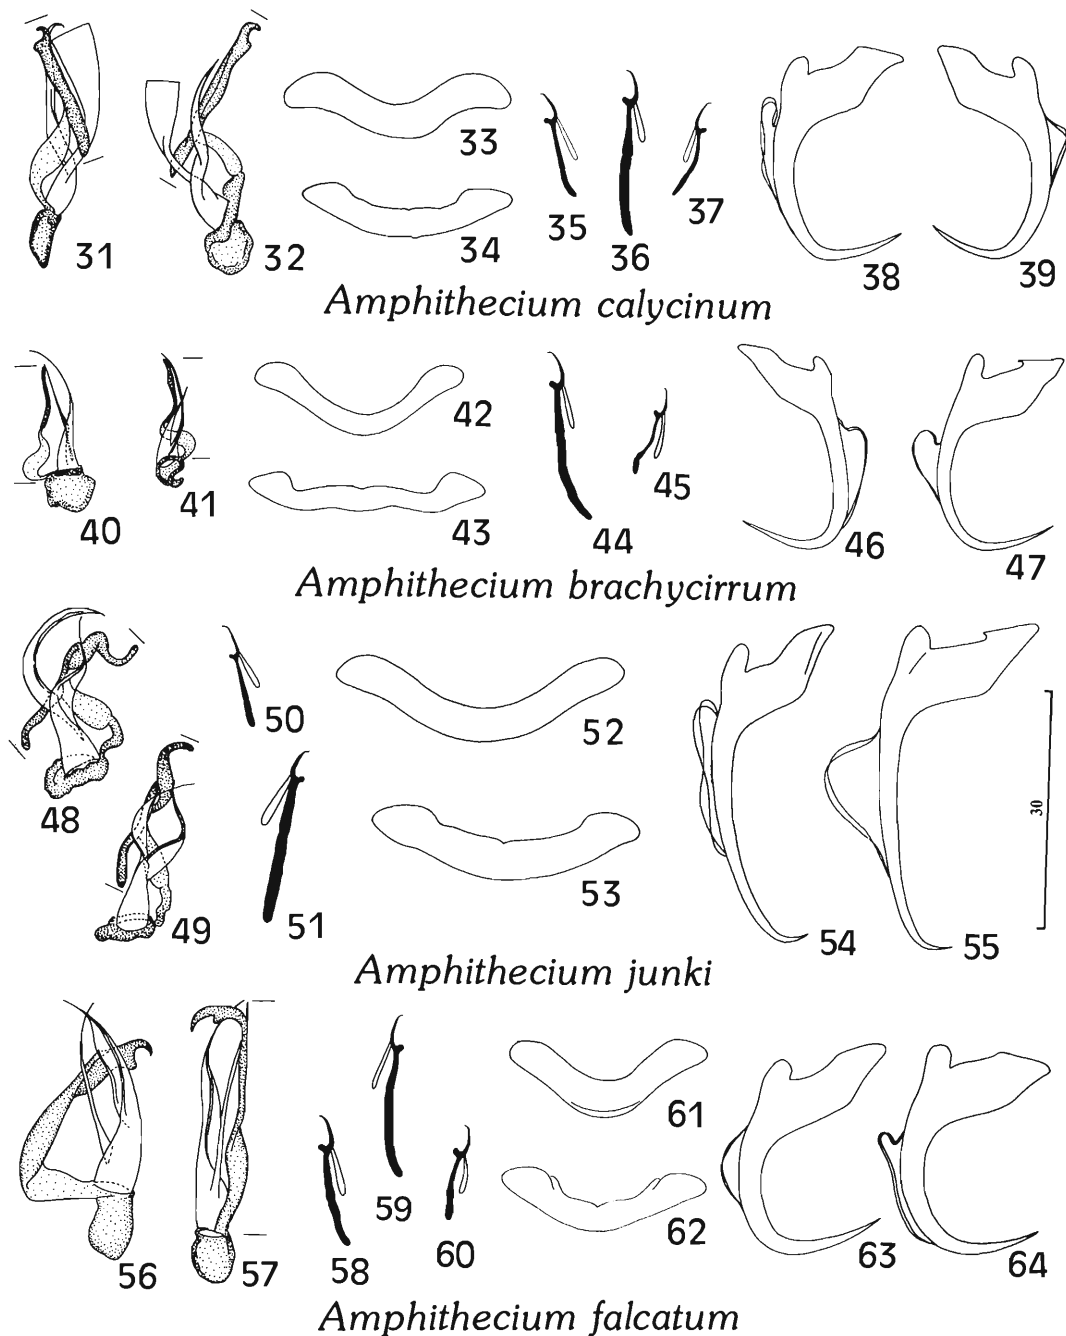 31 32 33 34 35 36 37 38 39
Amphithecium calycinum
40 41 42 43 44 45 46 47
Amphithecium brachycirrum
48 49 50 51 52 53 54 55
30
Amphithecium junki
56 57 58 59 60 61 62 63 64
Amphithecium falcatum